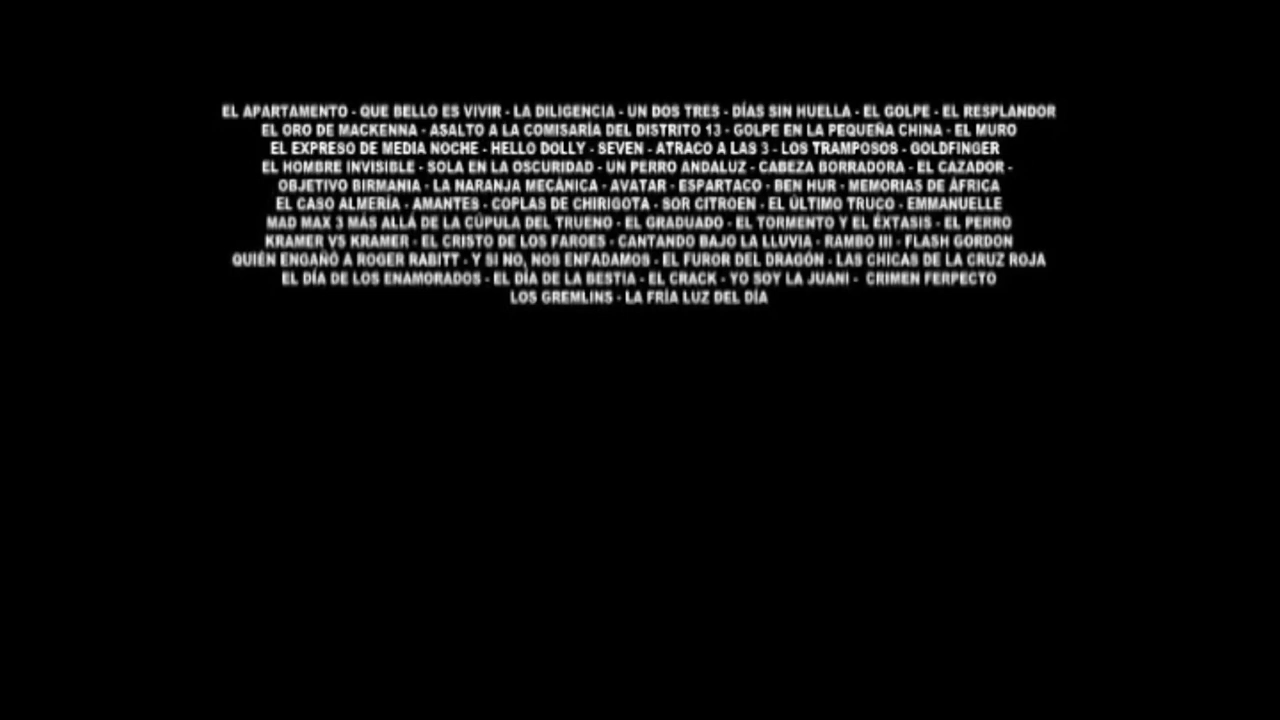 EL APARTAMENTO - QUE BELLO ES VIVIR - LA DILIGENCIA - UN DOS TRES - DÍAS SIN HUELLA - EL GOLPE - EL RESPLANDOR
EL ORO DE MACKENNA - ASALTO A LA COMISARÍA DEL DISTRITO 13 - GOLPE EN LA PEQUEÑA CHINA - EL MURO
EL EXPRESO DE MEDIA NOCHE - HELLO DOLLY - SEVEN - ATRACO A LAS 3 - LOS TRAMPOSOS - GOLDFINGER
EL HOMBRE INVISIBLE - SOLA EN LA OSCURIDAD - UN PERRO ANDALUZ - CABEZA BORRADORA - EL CAZADOR -
OBJETIVO BIRMANIA - LA NARANJA MECÁNICA - AVATAR - ESPARTACO - BEN HUR - MEMORIAS DE ÁFRICA
EL CASO ALMERÍA - AMANTES - COPLAS DE CHIRIGOTA - SOR CITROEN - EL ÚLTIMO TRUCO - EMMANUELLE
MAD MAX 3 MÁS ALLÁ DE LA CÚPULA DEL TRUENO - EL GRADUADO - EL TORMENTO Y EL ÉXTASIS - EL PERRO
KRAMER VS KRAMER - EL CRISTO DE LOS FAROES - CANTANDO BAJO LA LLUVIA - RAMBO III - FLASH GORDON
QUIÉN ENGAÑÓ A ROGER RABITT - Y SI NO, NOS ENFADAMOS - EL FUROR DEL DRAGÓN - LAS CHICAS DE LA CRUZ ROJA
EL DÍA DE LOS ENAMORADOS - EL DÍA DE LA BESTIA - EL CRACK - YO SOY LA JUANI - CRIMEN FERPECTO
LOS GREMLINS - LA FRÍA LUZ DEL DÍA